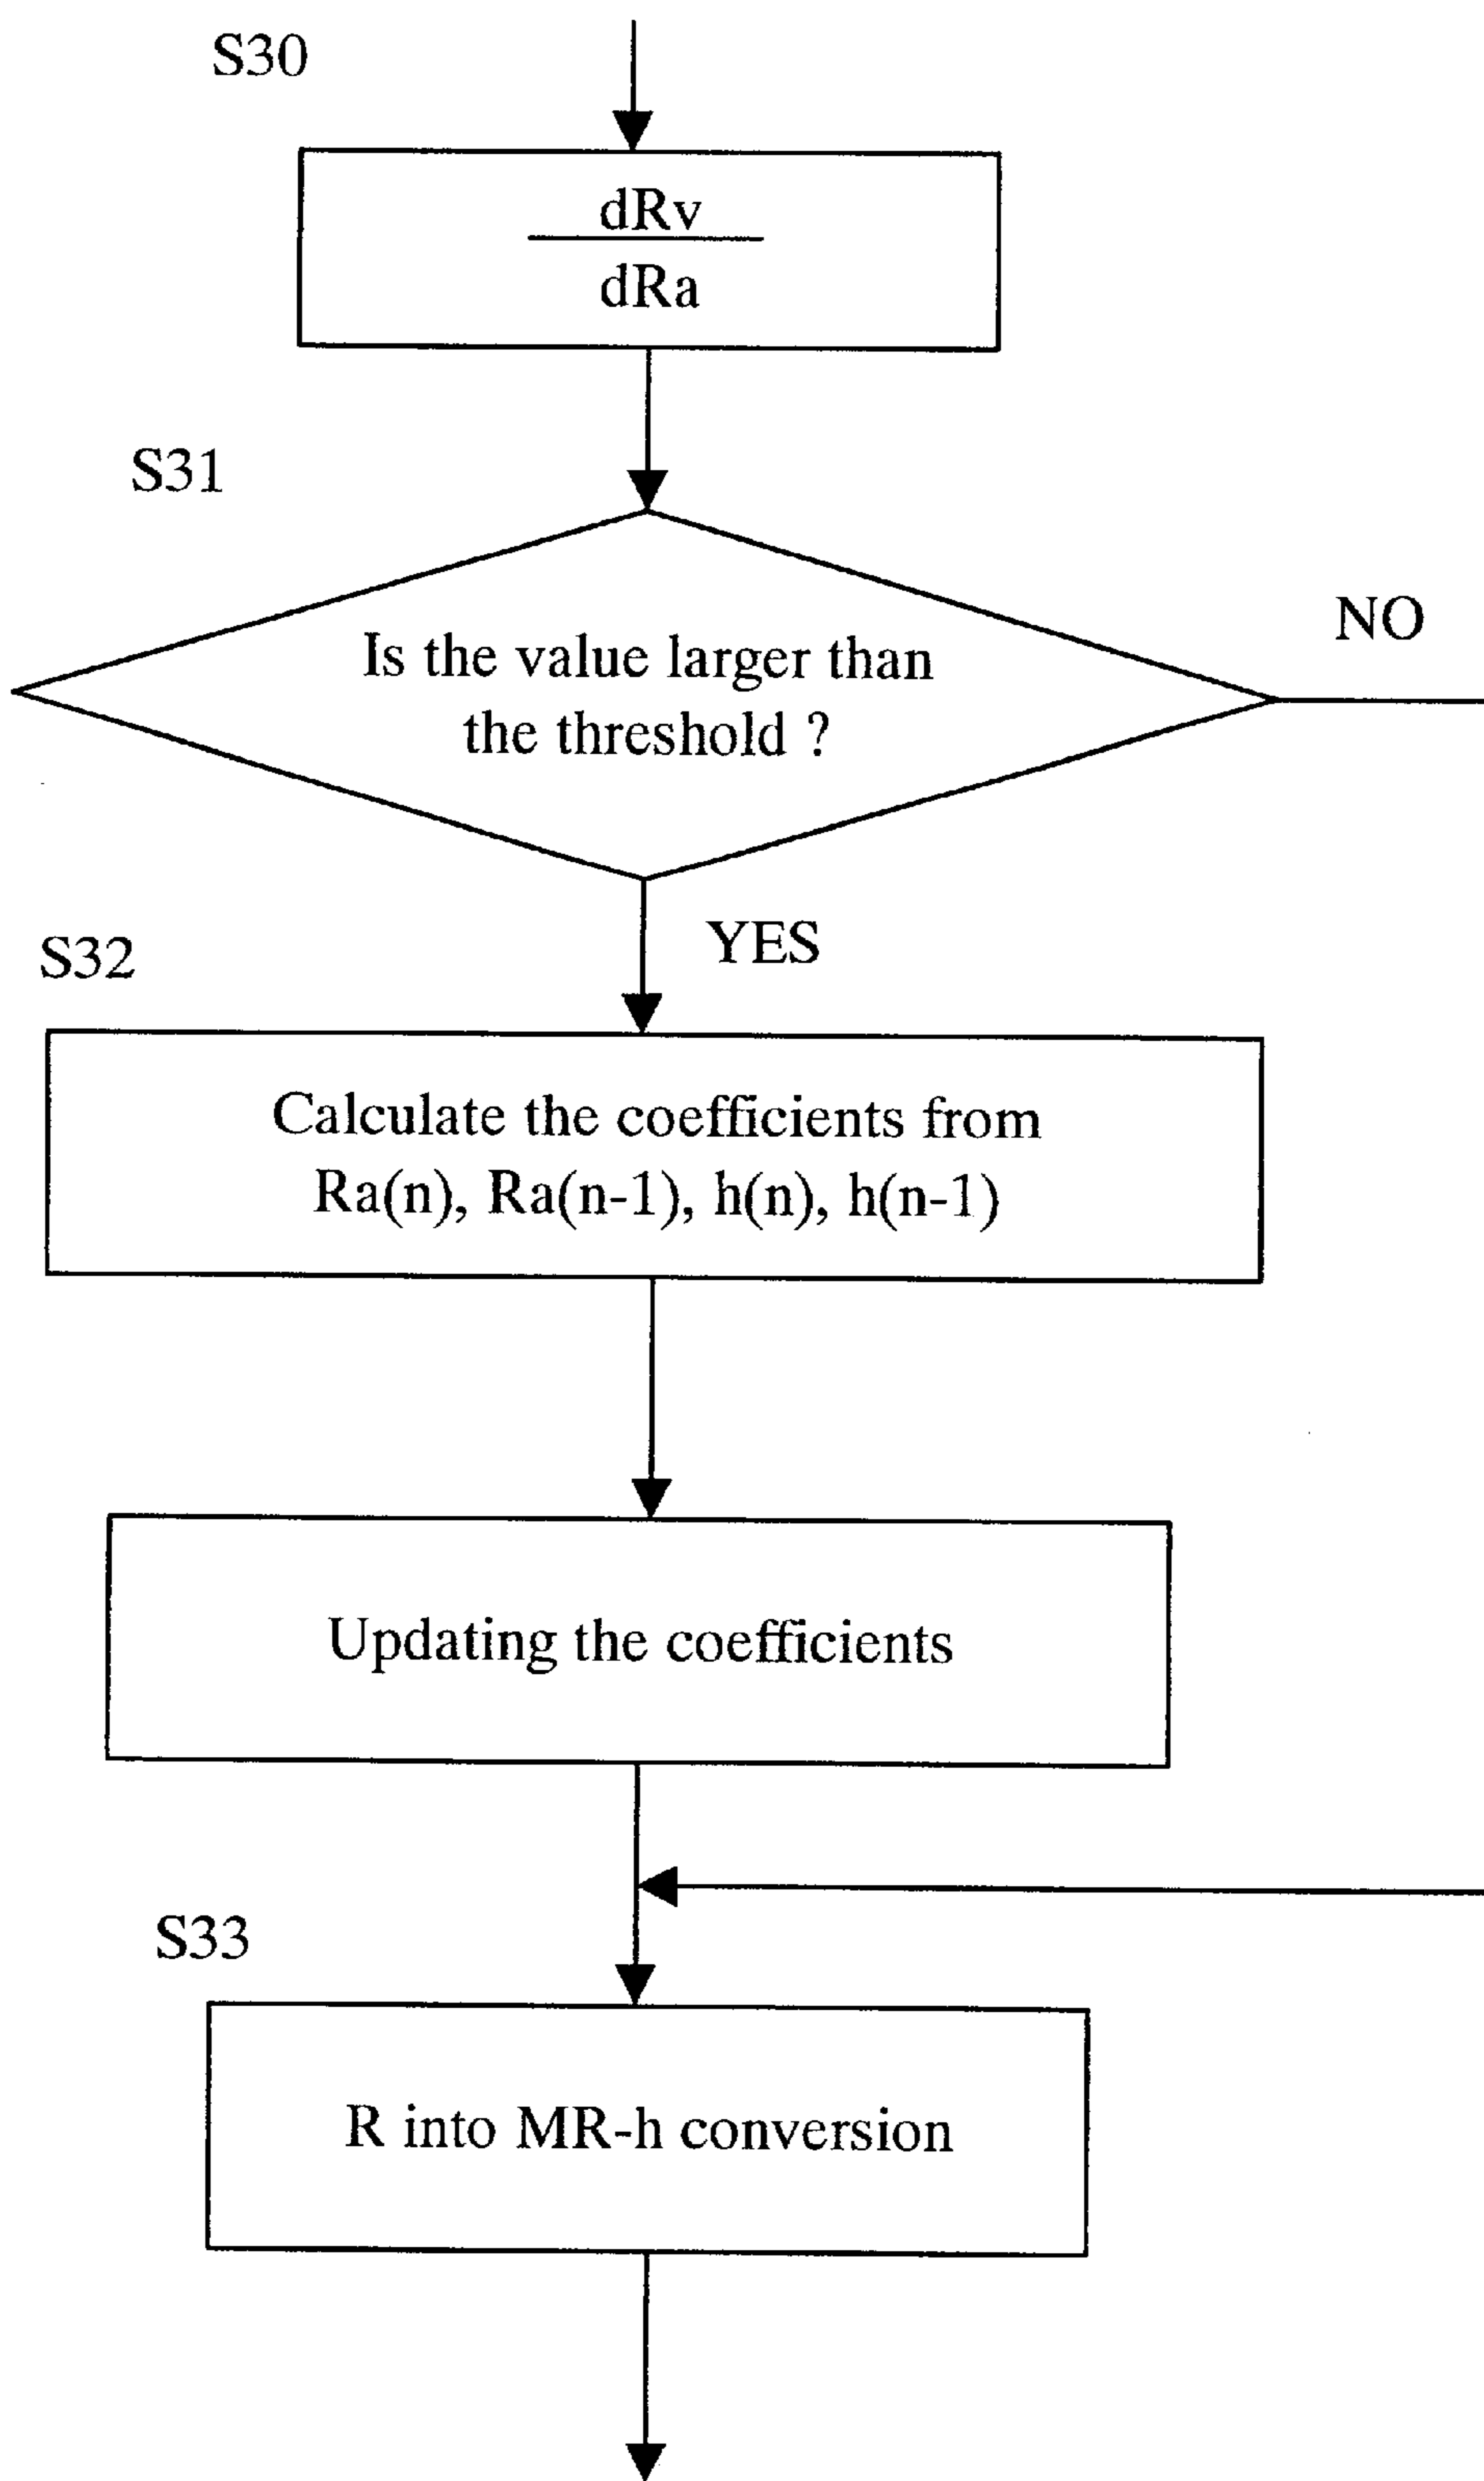 S30
dRv
dRa
S31
Is the value larger than
the threshold ?
NO
YES
S32
Calculate the coefficients from
Ra(n), Ra(n-1), h(n), h(n-1)
Updating the coefficients
S33
R into MR-h conversion